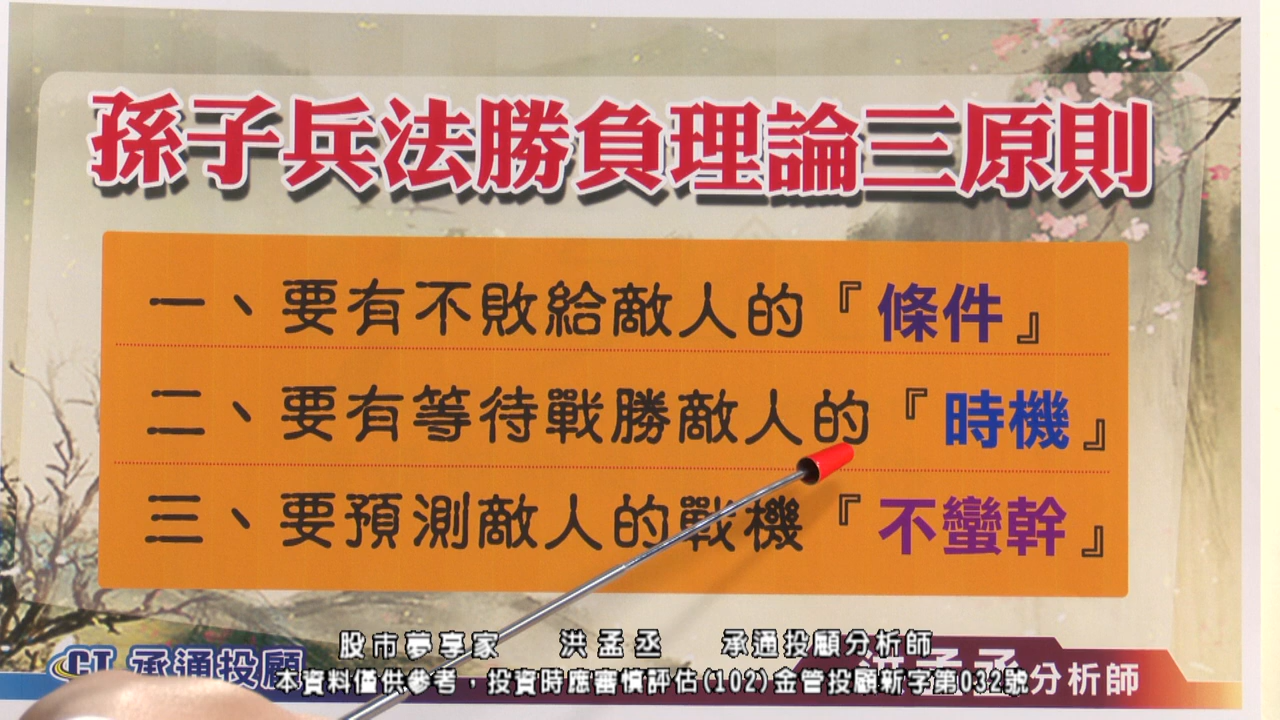 孫子兵法勝負理論三原則
一、要有不敗給敵人的『條件』
二、要有等待戰勝敵人的『時機』
三、要預測敵人的戰機『不蠻幹』
股市夢享家 洪孟丞 承通投顧分析師
CT 承通投顧 洪孟丞分析師
本資料僅供參考,投資時應審慎評估(102)金管投顧新字第032號